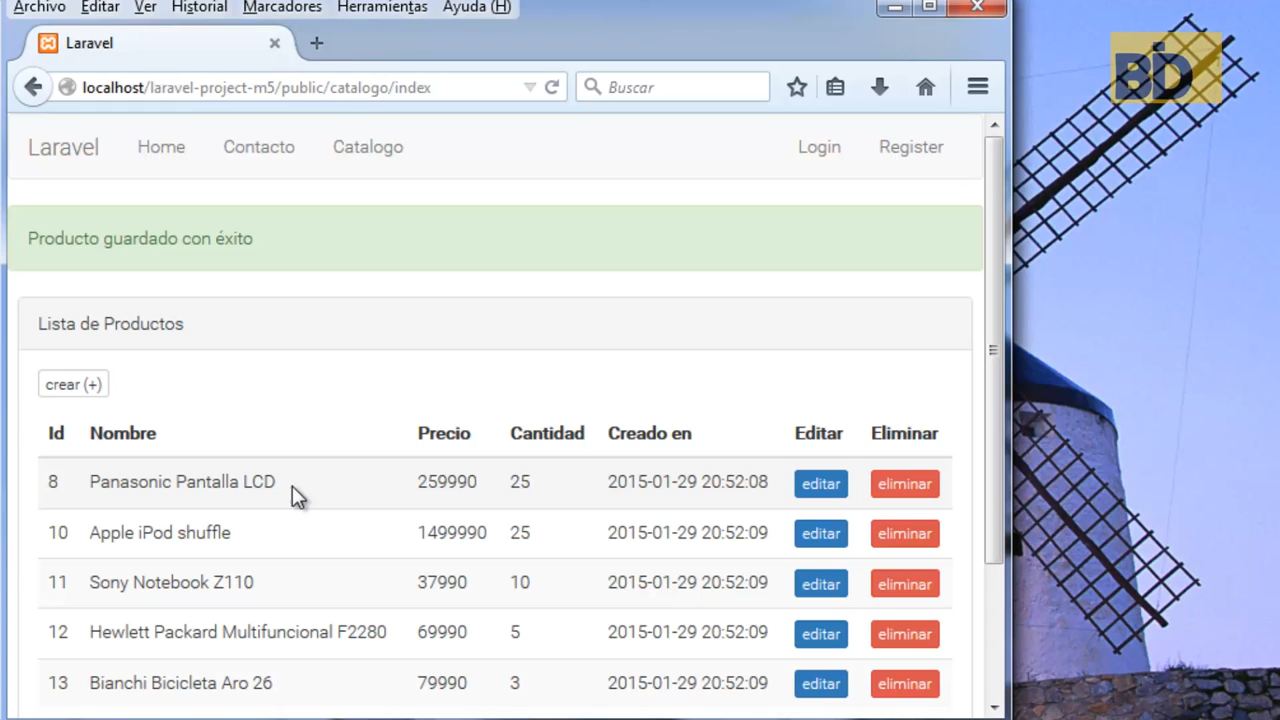 Archivo Editar Ver Historial Marcadores Herramientas Ayuda (H)
Laravel
localhost/laravel-project-m5/public/catalogo/index Buscar
Laravel Home Contacto Catalogo Login Register
Producto guardado con éxito
Lista de Productos
crear (+)
Id Nombre Precio Cantidad Creado en Editar Eliminar
8 Panasonic Pantalla LCD 259990 25 2015-01-29 20:52:08 editar eliminar
10 Apple iPod shuffle 1499990 25 2015-01-29 20:52:09 editar eliminar
11 Sony Notebook Z110 37990 10 2015-01-29 20:52:09 editar eliminar
12 Hewlett Packard Multifuncional F2280 69990 5 2015-01-29 20:52:09 editar eliminar
13 Bianchi Bicicleta Aro 26 79990 3 2015-01-29 20:52:09 editar eliminar
BiD